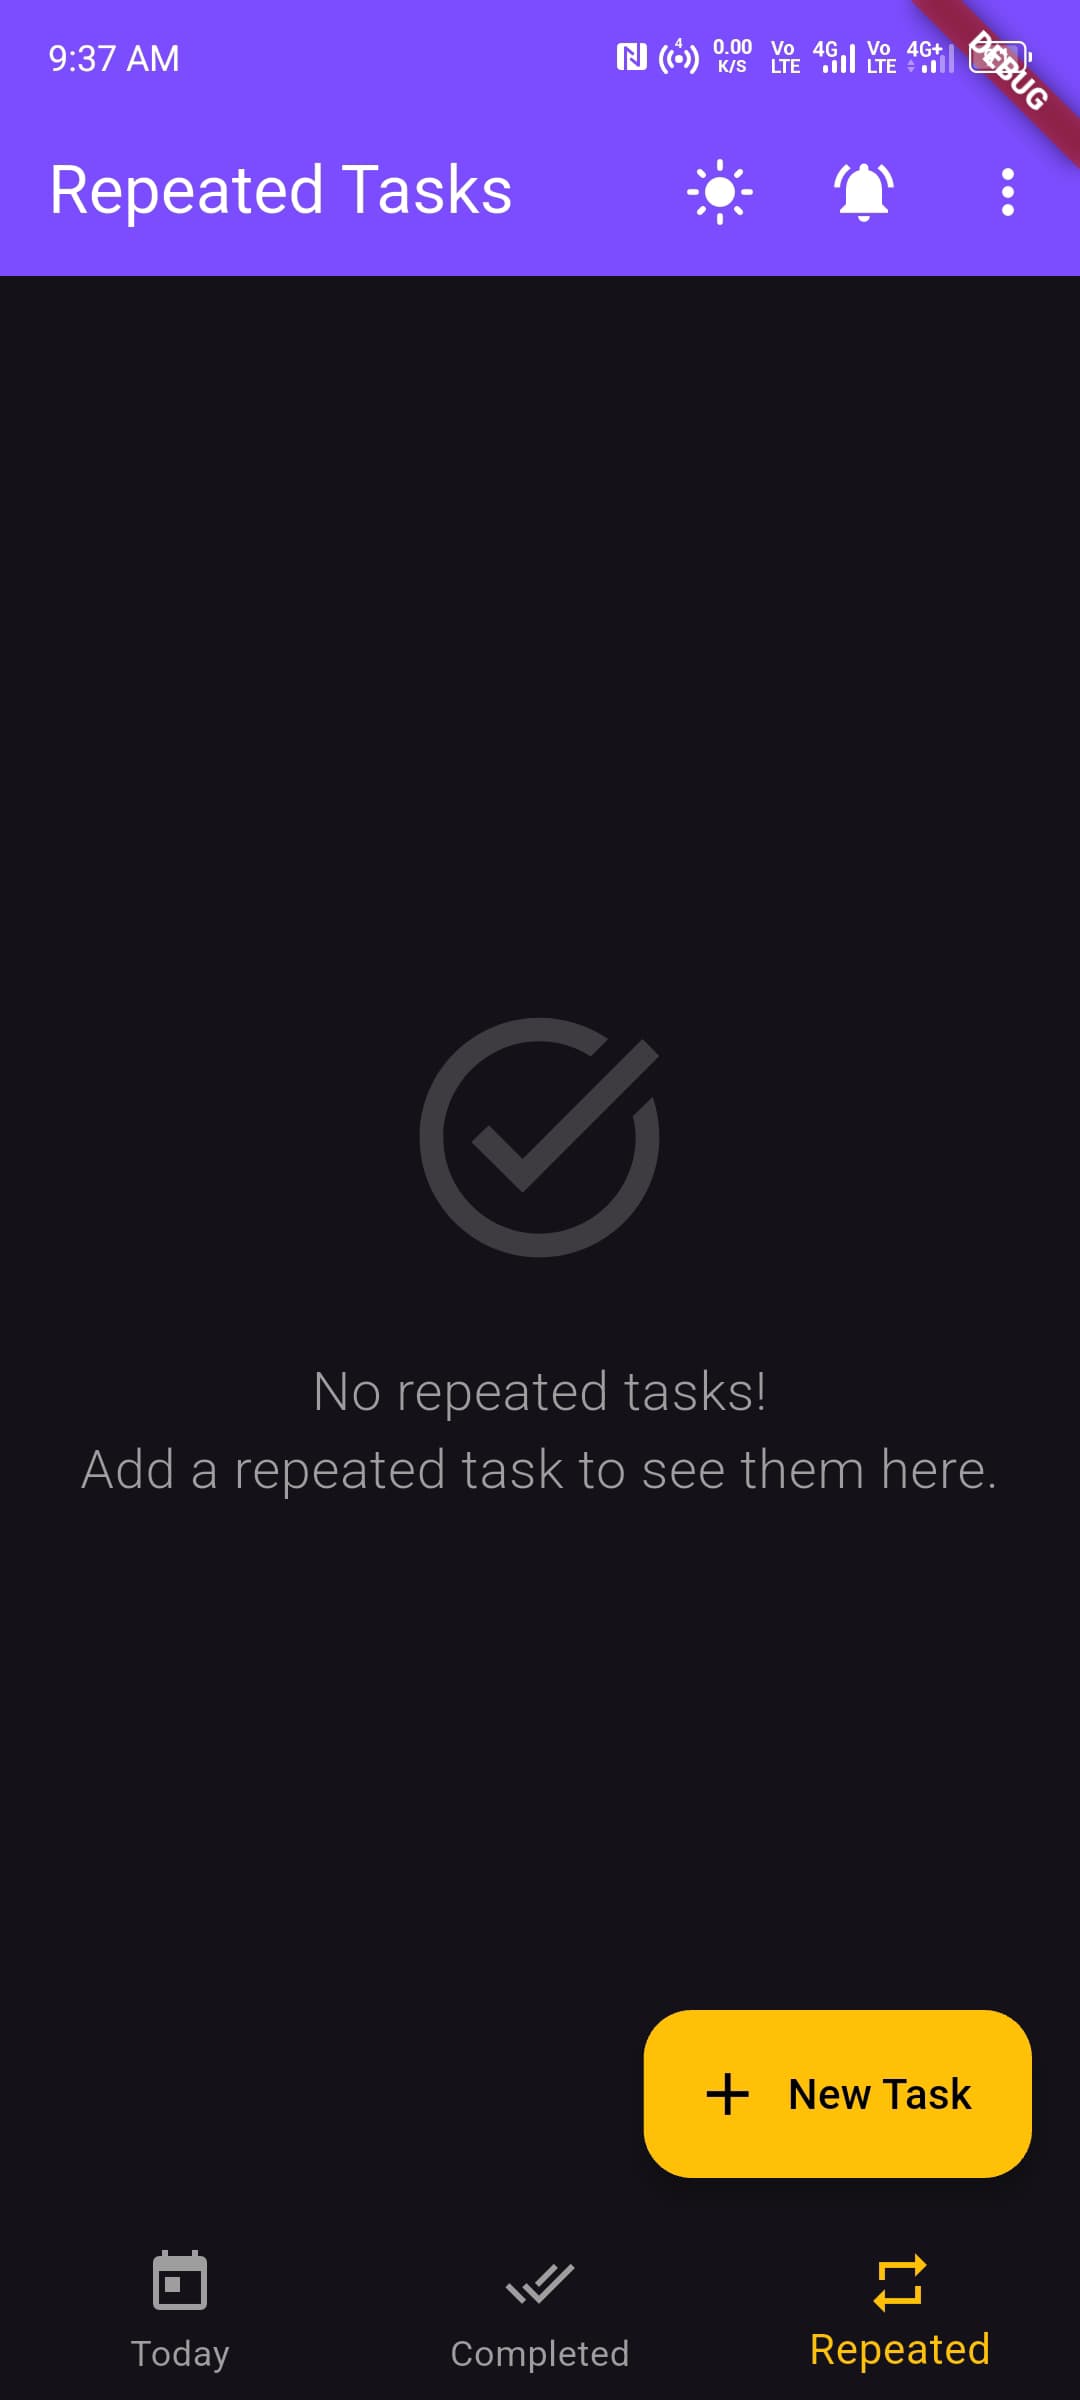 9:37 AM
4
0.00
K/S
Vo
LTE
4G
Vo
LTE
4G+
DEBUG
Repeated Tasks
No repeated tasks!
Add a repeated task to see them here.
New Task
Today
Completed
Repeated